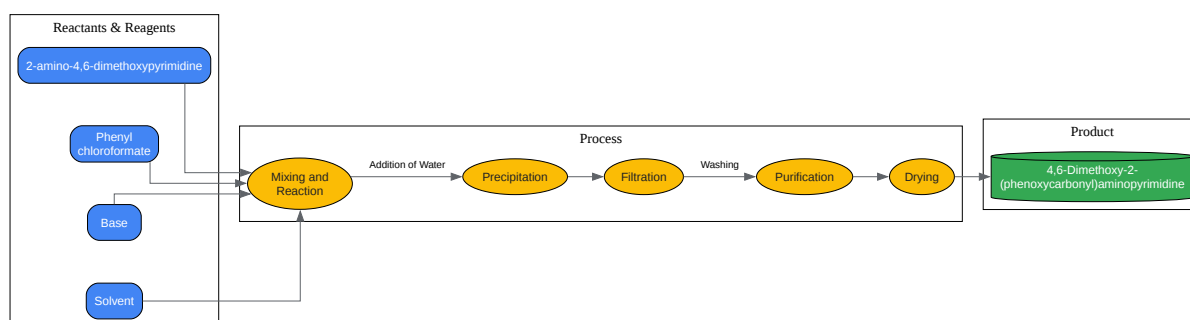 Reactants & Reagents
2-amino-4,6-dimethoxypyrimidine
Phenyl
chloroformate
Base
Solvent
Process
Mixing and
Reaction
Addition of Water
Precipitation
Filtration
Washing
Purification
Drying
Product
4,6-Dimethoxy-2-
(phenoxycarbonyl)aminopyrimidine